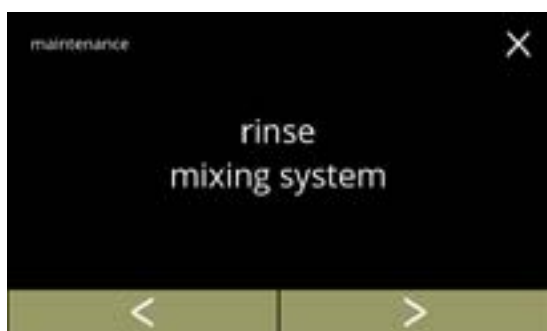 maintenance
rinse
mixing system
< >